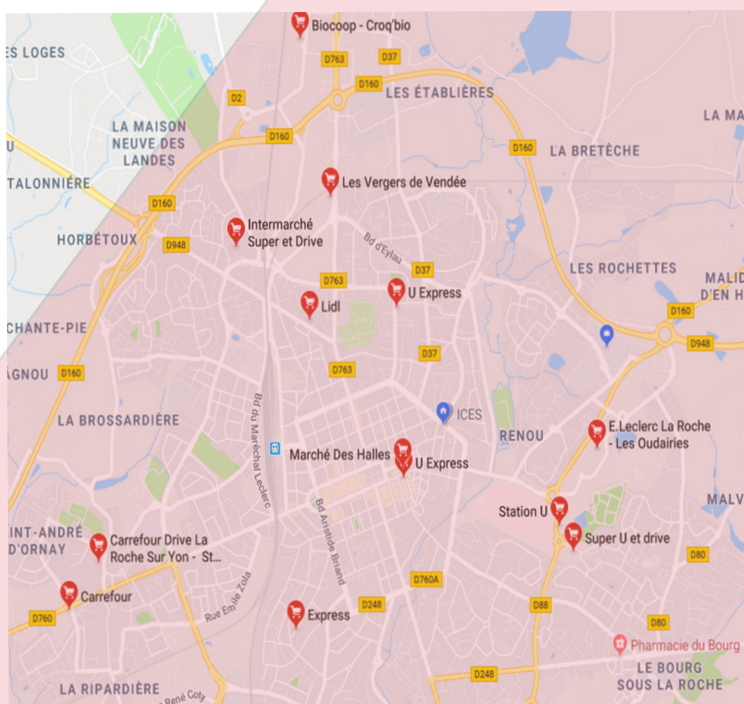 Biocoop - Croq'bio
ES LOGES
D763
D37
D160
D2
LES ÉTABLIÈRES
LA MA
LA MAISON
NEUVE DES
LANDES
D160
D160
LA BRETÈCHE
U
TALONNIÈRE
Les Vergers de Vendée
D160
Intermarché
Super et Drive
HORBÉTOUX
D948
Bd d'Eylau
D37
LES ROCHETTES
MALID
D'EN H
D763
U Express
Lidl
D160
CHANTE-PIE
D948
D37
ÂGNOU
D160
D763
LA BROSSARDIÈRE
Bd du Maréchal Leclerc
ICES
RENOU
E.Leclerc La Roche
- Les Oudairies
Marché Des Halles
U Express
MALV
Station U
Bd Aristide Briand
INT-ANDRÉ
D'ORNAY
Carrefour Drive La
Roche Sur Yon - St...
Super U et drive
D80
Rue Emile Zola
D760A
Carrefour
D760
Express
D248
D88
D80
Pharmacie du Bourg
LE BOURG
SOUS LA ROCHE
D248
LA RIPARDIÈRE
René Coty